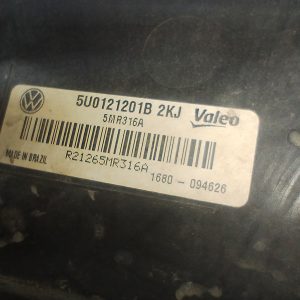 5U0121201B 2KJ Valeo
5MR316A
MADE IN BRAZIL
R21265MR316A
1680-094626